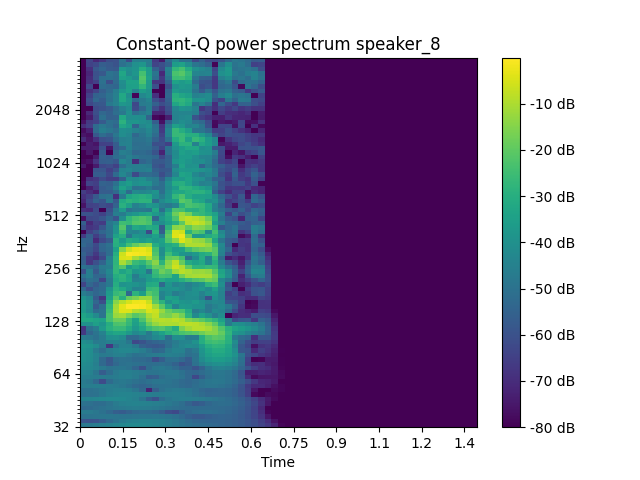 Constant-Q power spectrum speaker_8
Hz
2048
1024
512
256
128
64
32
0 0.15 0.3 0.45 0.6 0.75 0.9 1.1 1.2 1.4
Time
-10 dB
-20 dB
-30 dB
-40 dB
-50 dB
-60 dB
-70 dB
-80 dB